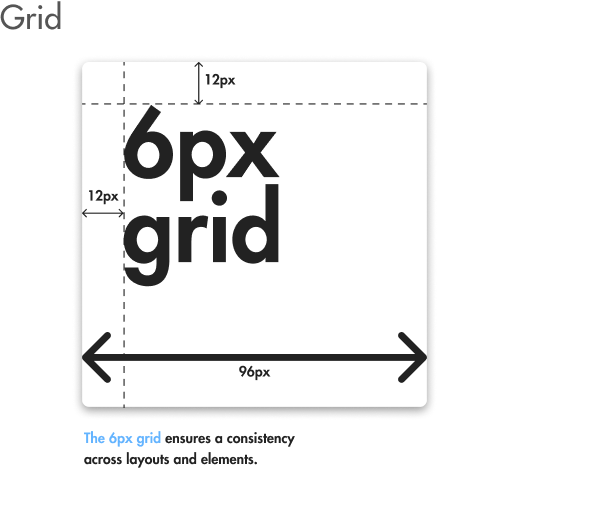 Grid
12px
6px
12px
grid
96px
The 6px grid ensures a consistency
across layouts and elements.